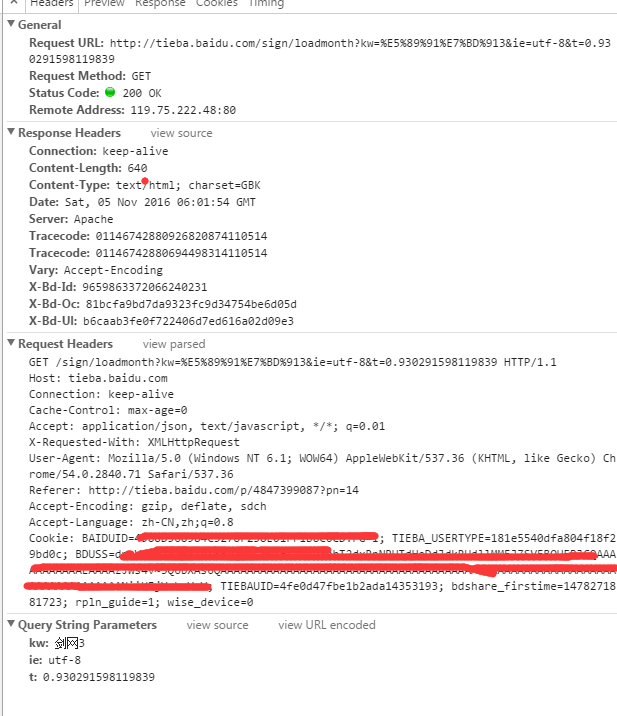 × Headers Preview Response Cookies Timing
General
Request URL: http://tieba.baidu.com/sign/loadmonth?kw=%E5%89%91%E7%BD%913&ie=utf-8&t=0.93
0291598119839
Request Method: GET
Status Code: 200 OK
Remote Address: 119.75.222.48:80
Response Headers view source
Connection: keep-alive
Content-Length: 640
Content-Type: text/html; charset=GBK
Date: Sat, 05 Nov 2016 06:01:54 GMT
Server: Apache
Tracecode: 01146742880926820874110514
Tracecode: 01146742880694498314110514
Vary: Accept-Encoding
X-Bd-Id: 9659863372066240231
X-Bd-Oc: 81bcfa9bd7da9323fc9d34754be6d05d
X-Bd-Ul: b6caab3fe0f722406d7ed616a02d09e3
Request Headers view parsed
GET /sign/loadmonth?kw=%E5%89%91%E7%BD%913&ie=utf-8&t=0.930291598119839 HTTP/1.1
Host: tieba.baidu.com
Connection: keep-alive
Cache-Control: max-age=0
Accept: application/json, text/javascript, */*; q=0.01
X-Requested-With: XMLHttpRequest
User-Agent: Mozilla/5.0 (Windows NT 6.1; WOW64) AppleWebKit/537.36 (KHTML, like Gecko) Ch
rome/54.0.2840.71 Safari/537.36
Referer: http://tieba.baidu.com/p/4847399087?pn=14
Accept-Encoding: gzip, deflate, sdch
Accept-Language: zh-CN,zh;q=0.8
Cookie: BAIDUID= ; TIEBA_USERTYPE=181e5540dfa804f18f2
9bd0c; BDUSS=
TIEBAUID=4fe0d47fbe1b2ada14353193; bdshare_firstime=14782718
81723; rpln_guide=1; wise_device=0
Query String Parameters view source view URL encoded
kw: 剑网3
ie: utf-8
t: 0.930291598119839